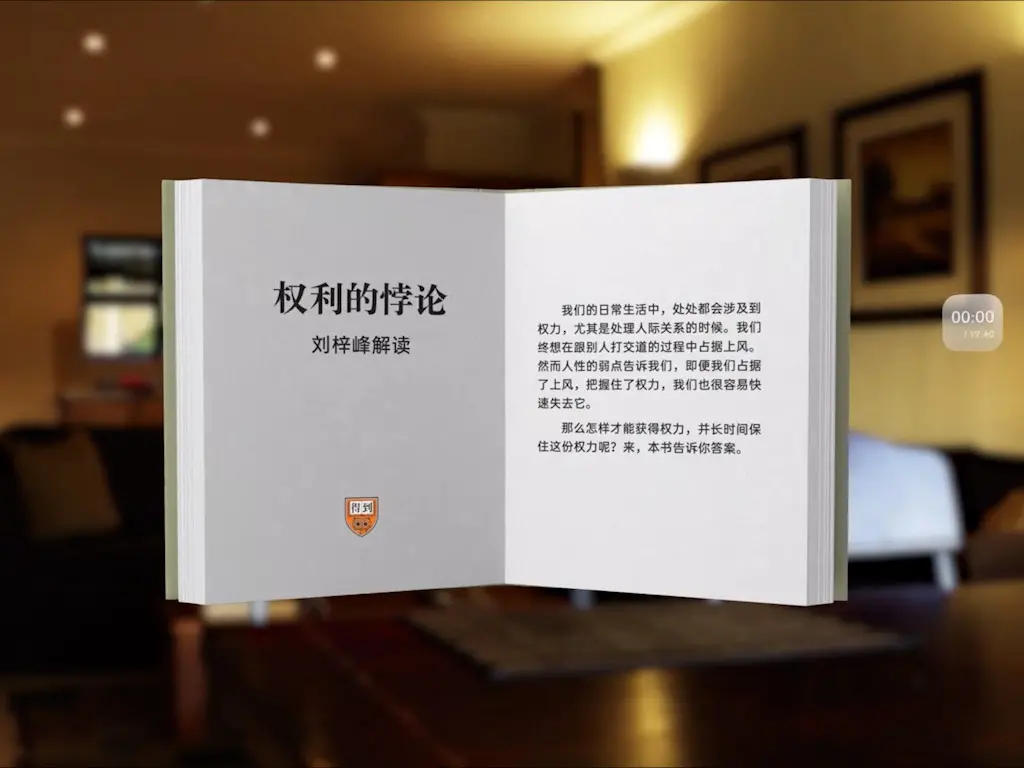 权利的悖论
刘梓峰解读
得到
我们的日常生活中，处处都会涉及到
权力，尤其是处理人际关系的时候。我们
终想在跟别人打交道的过程中占据上风。
然而人性的弱点告诉我们，即便我们占据
了上风，把握住了权力，我们也很容易快
速失去它。
那么怎样才能获得权力，并长时间保
住这份权力呢？来，本书告诉你答案。
00:00